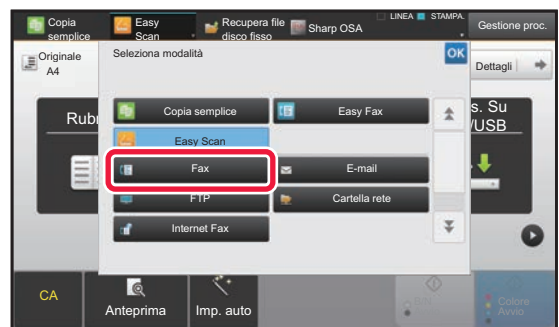 Copia
semplice
Easy
Scan
Recupera file
disco fisso
Sharp OSA
LINEA
STAMPA.
Gestione proc.
Originale
A4
Seleziona modalità
OK
Dettagli
Rub
s. Su
/USB
Copia semplice
Easy Fax
Easy Scan
Fax
E-mail
FTP
Cartella rete
Internet Fax
CA
Anteprima
Imp. auto
Colore
Avvio